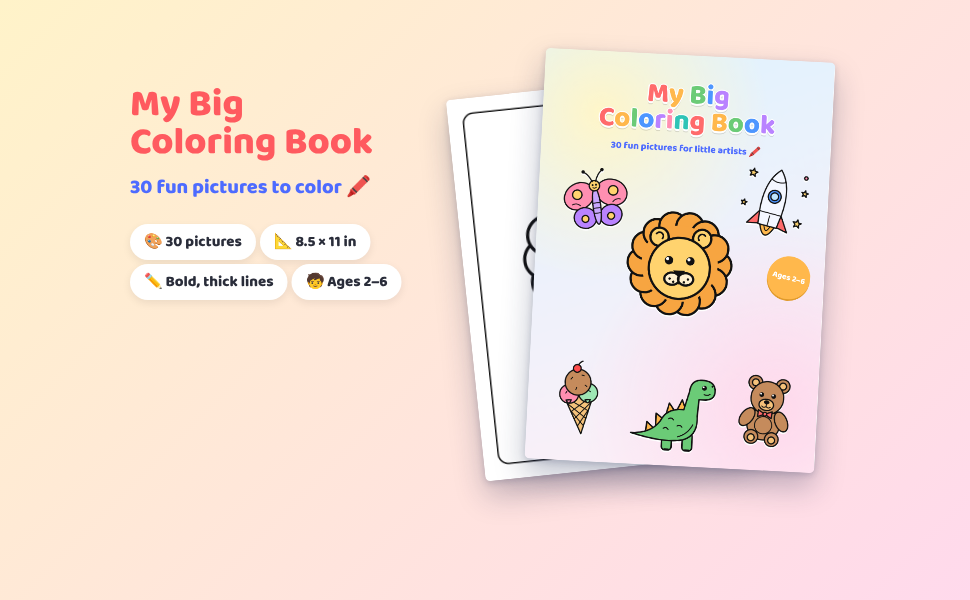 My Big
Coloring Book
30 fun pictures to color 🖍️
🎨 30 pictures
📐 8.5 × 11 in
✏️ Bold, thick lines
🧒 Ages 2–6
My Big
Coloring Book
30 fun pictures for little artists 🖍️
Ages 2–6